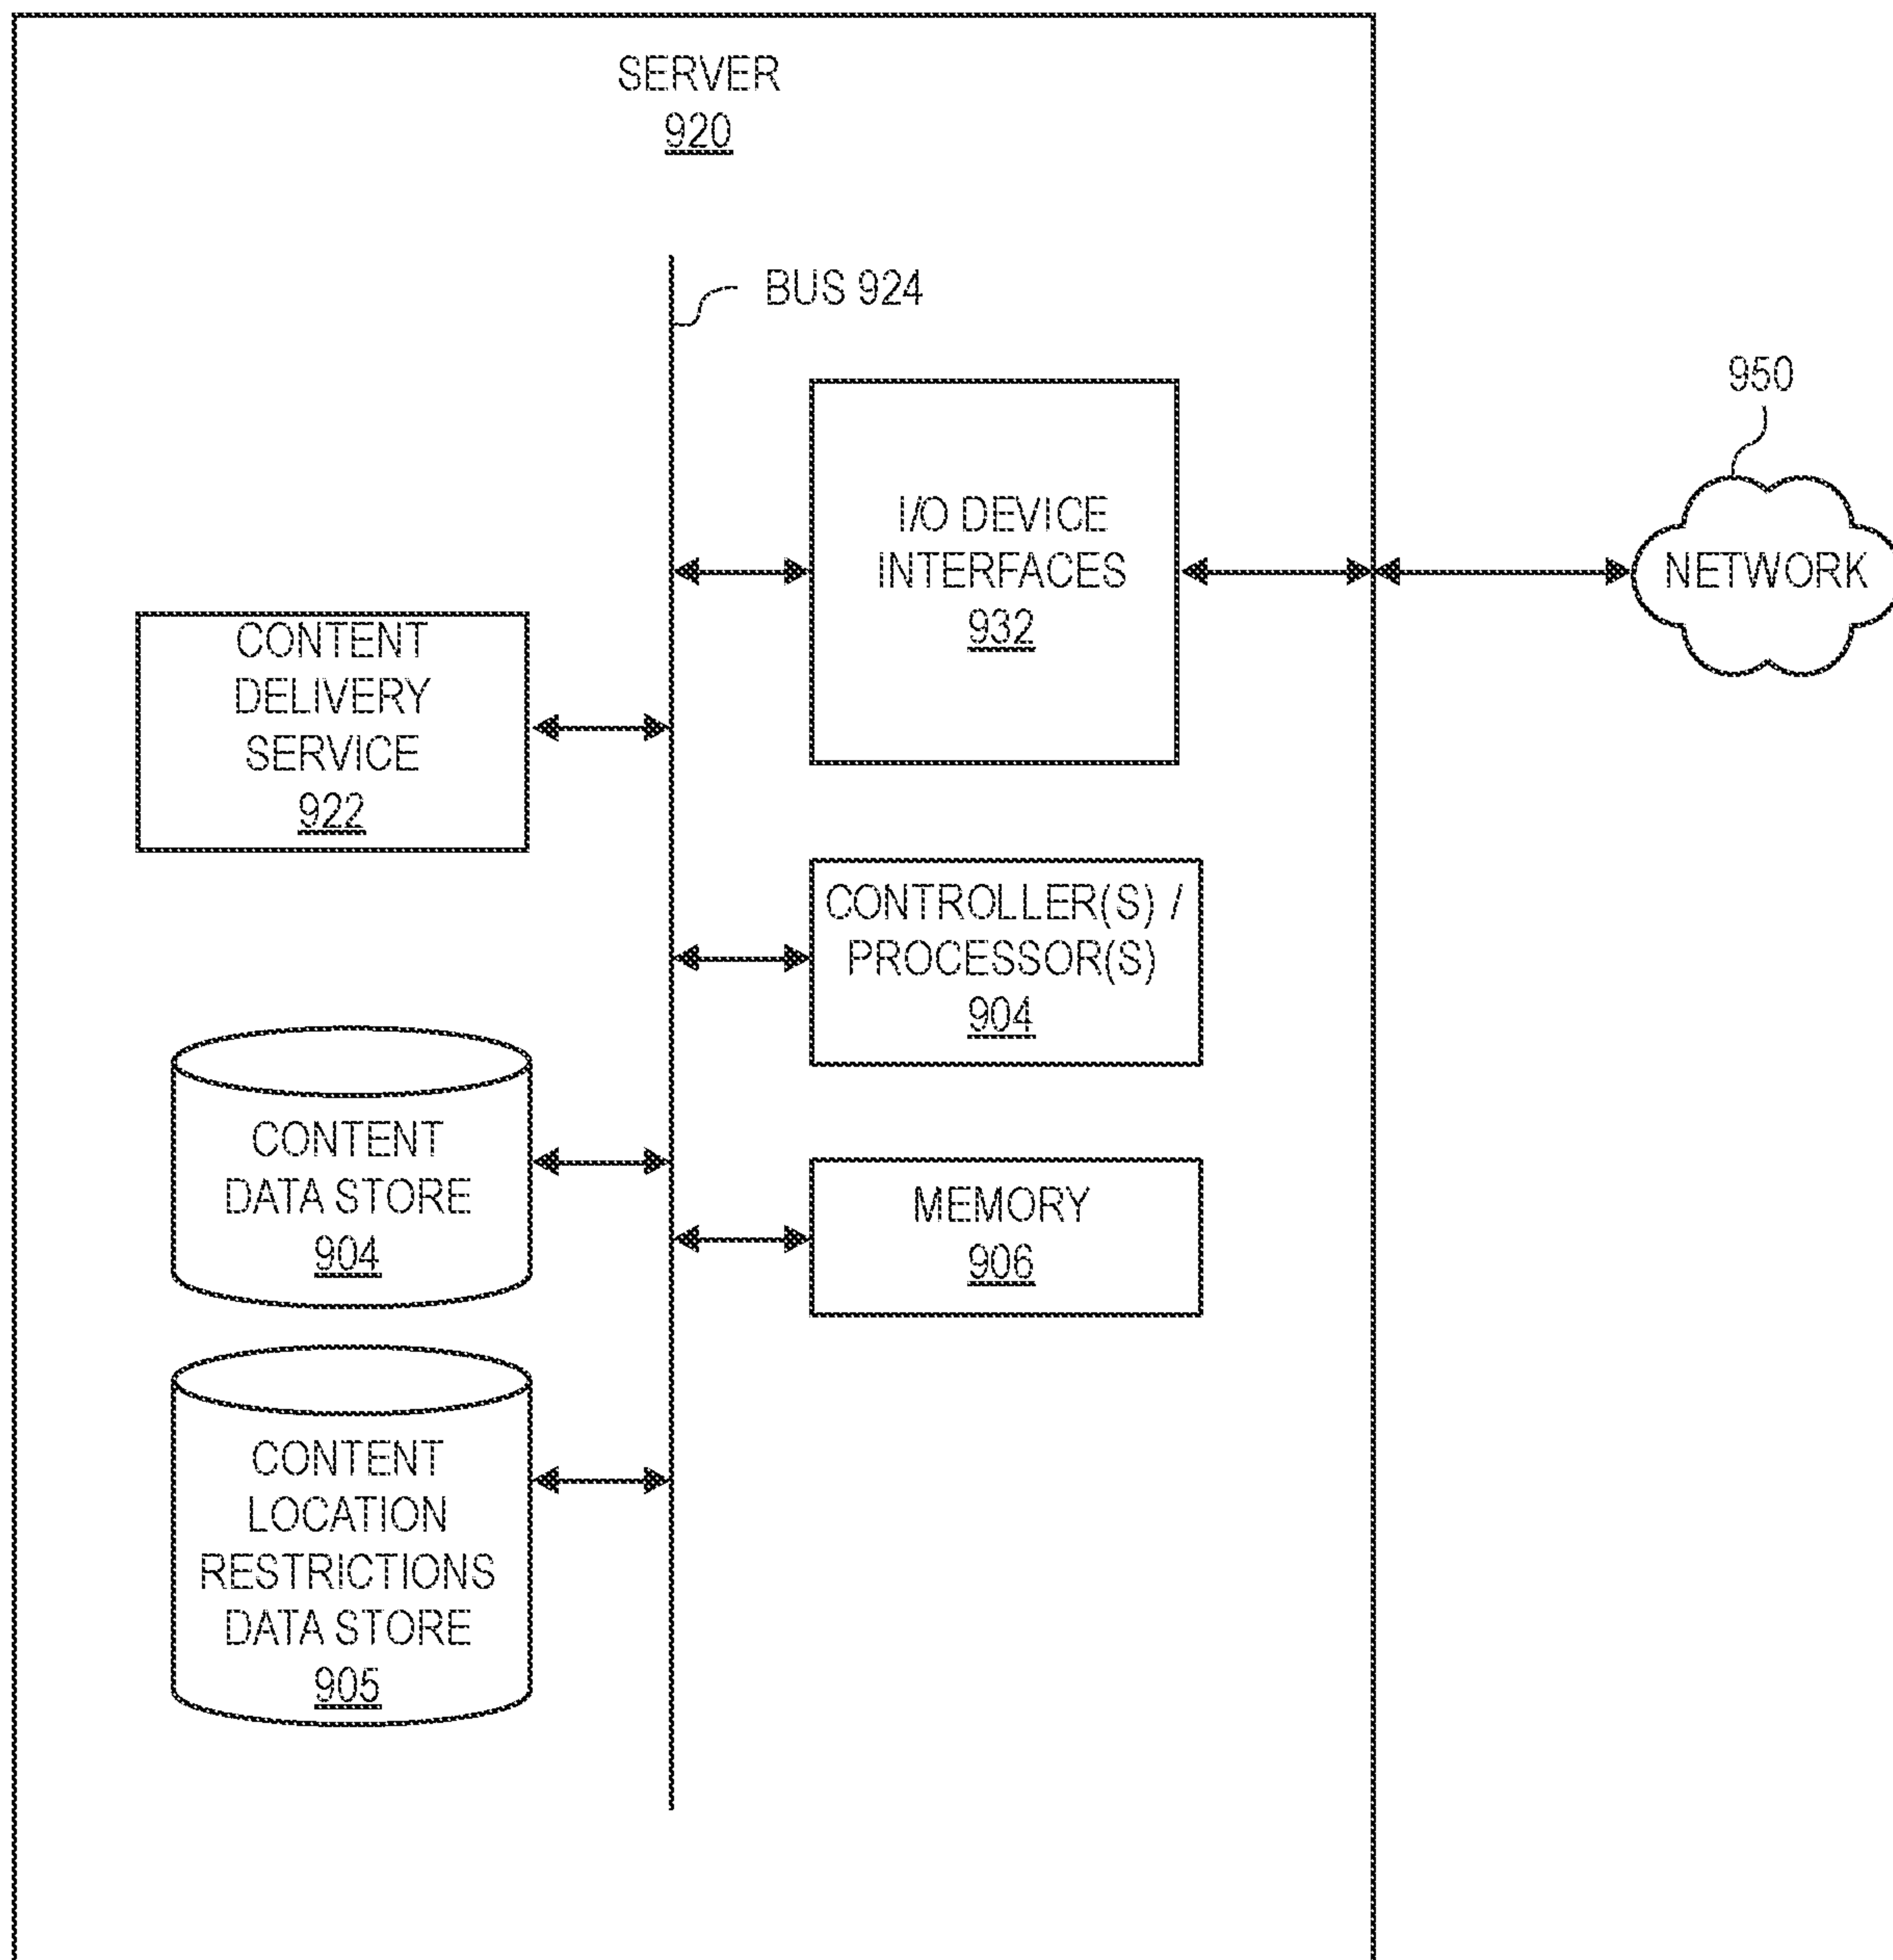 SERVER
920
BUS 924
950
I/O DEVICE
INTERFACES
932
NETWORK
CONTENT
DELIVERY
SERVICE
922
CONTROLLER(S) /
PROCESSOR(S)
904
CONTENT
DATA STORE
904
MEMORY
906
CONTENT
LOCATION
RESTRICTIONS
DATA STORE
905